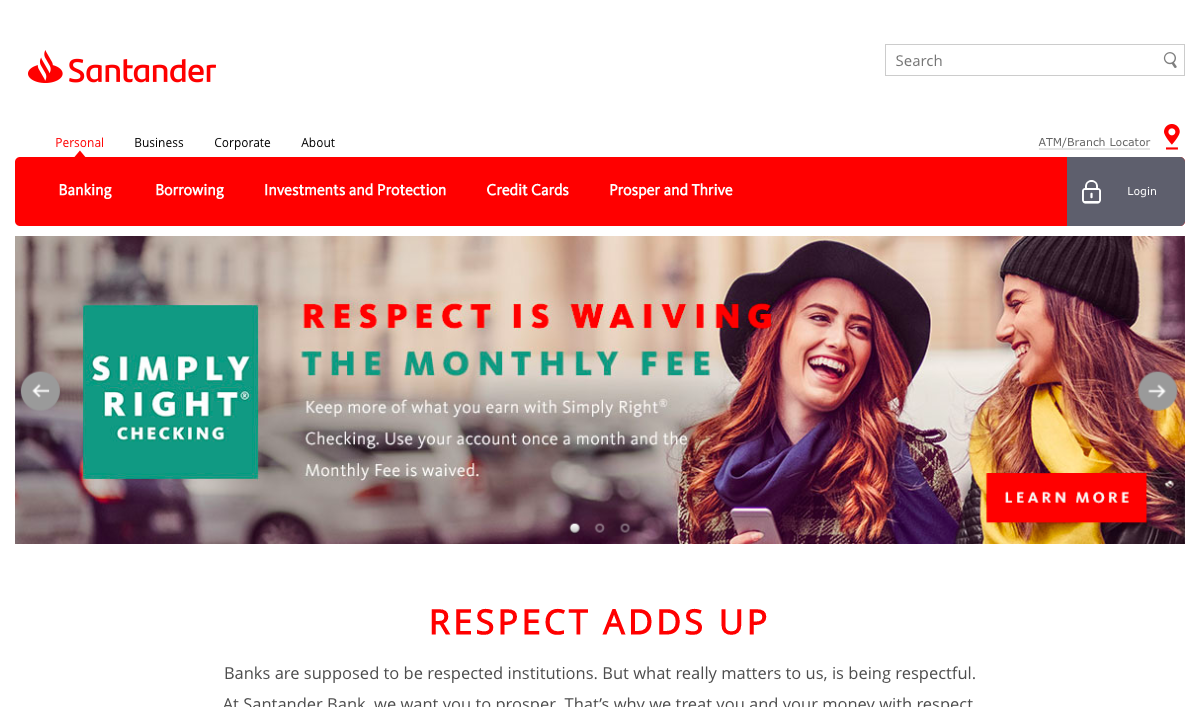 Santander
Search
Personal Business Corporate About
ATM/Branch Locator
Banking Borrowing Investments and Protection Credit Cards Prosper and Thrive
Login
SIMPLY
RIGHT®
CHECKING
RESPECT IS WAIVING
THE MONTHLY FEE
Keep more of what you earn with Simply Right®
Checking. Use your account once a month and the
Monthly Fee is waived.
LEARN MORE
RESPECT ADDS UP
Banks are supposed to be respected institutions. But what really matters to us, is being respectful.
At Santander Bank, we want you to prosper. That's why we treat you and your money with respect.